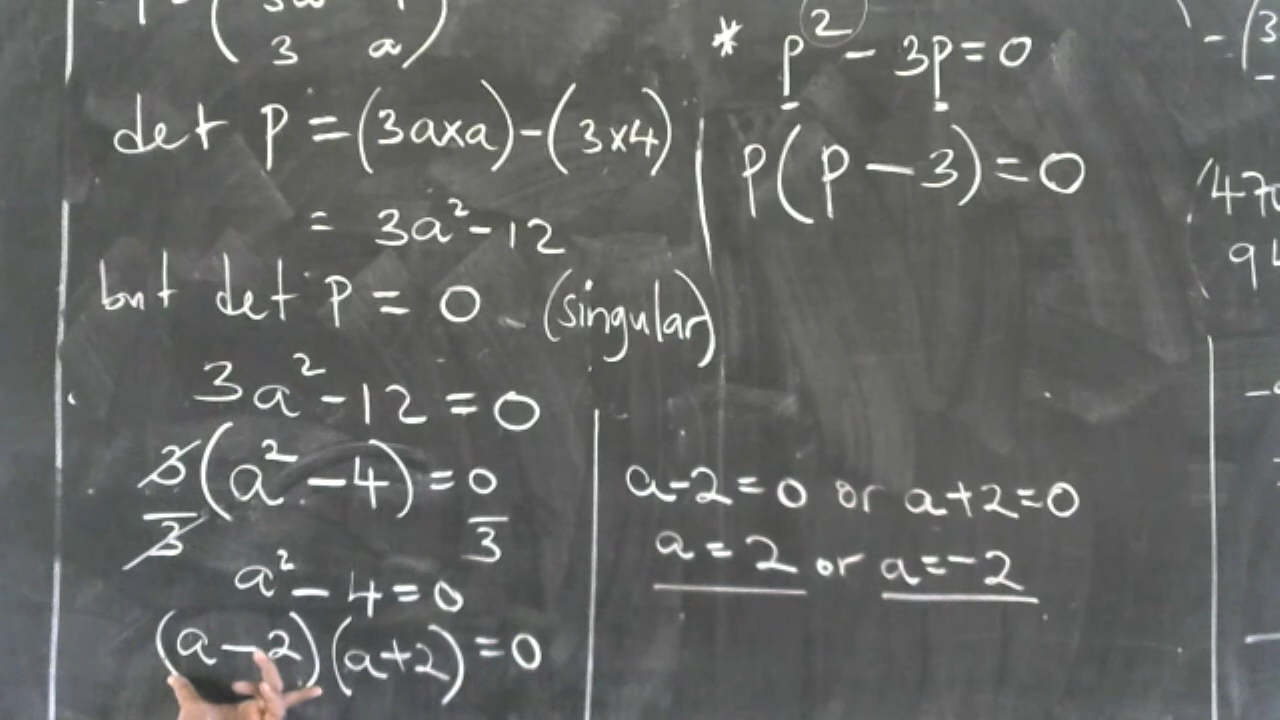 3 a
det P = (3a×a) - (3×4)
= 3a² - 12
but det P = 0 (singular)
3a² - 12 = 0
3(a² - 4) = 0
3 3
a² - 4 = 0
(a - 2)(a + 2) = 0
* p² - 3p = 0
p(p - 3) = 0
a - 2 = 0 or a + 2 = 0
a = 2 or a = -2